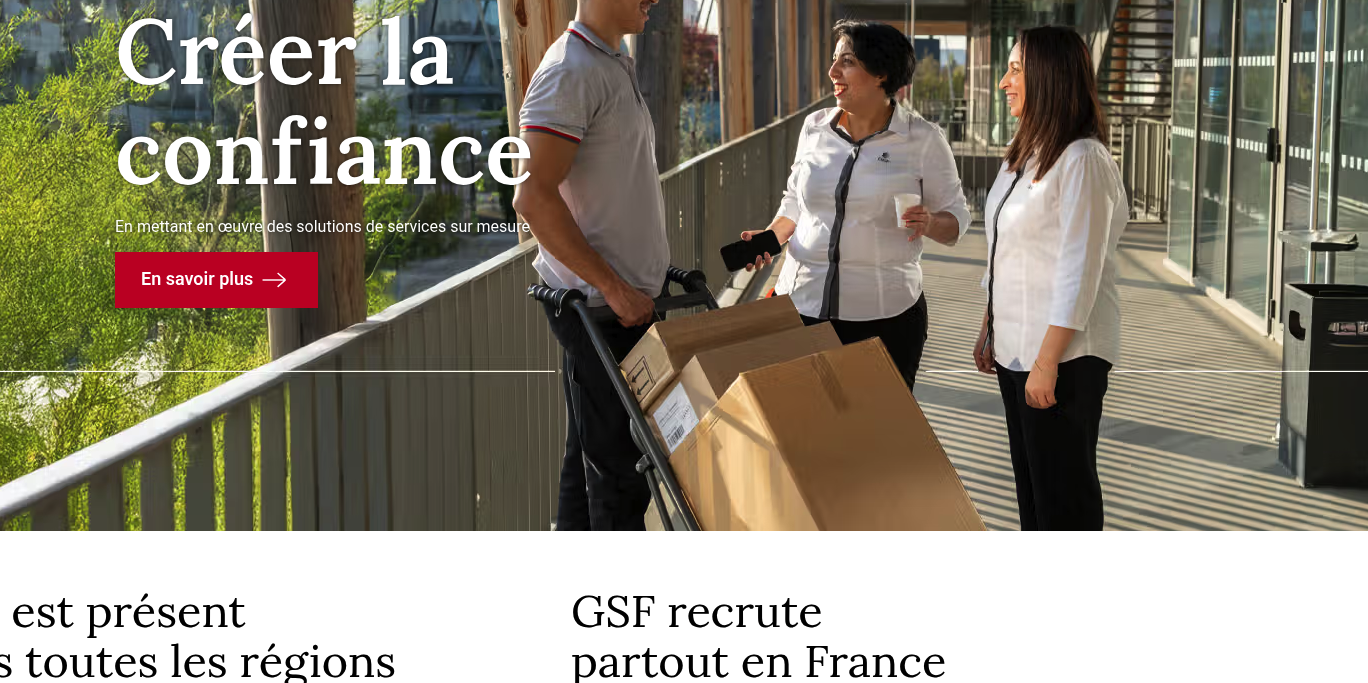 Créer la
confiance
En mettant en œuvre des solutions de services sur mesure
En savoir plus
est présent
s toutes les régions
GSF recrute
partout en France